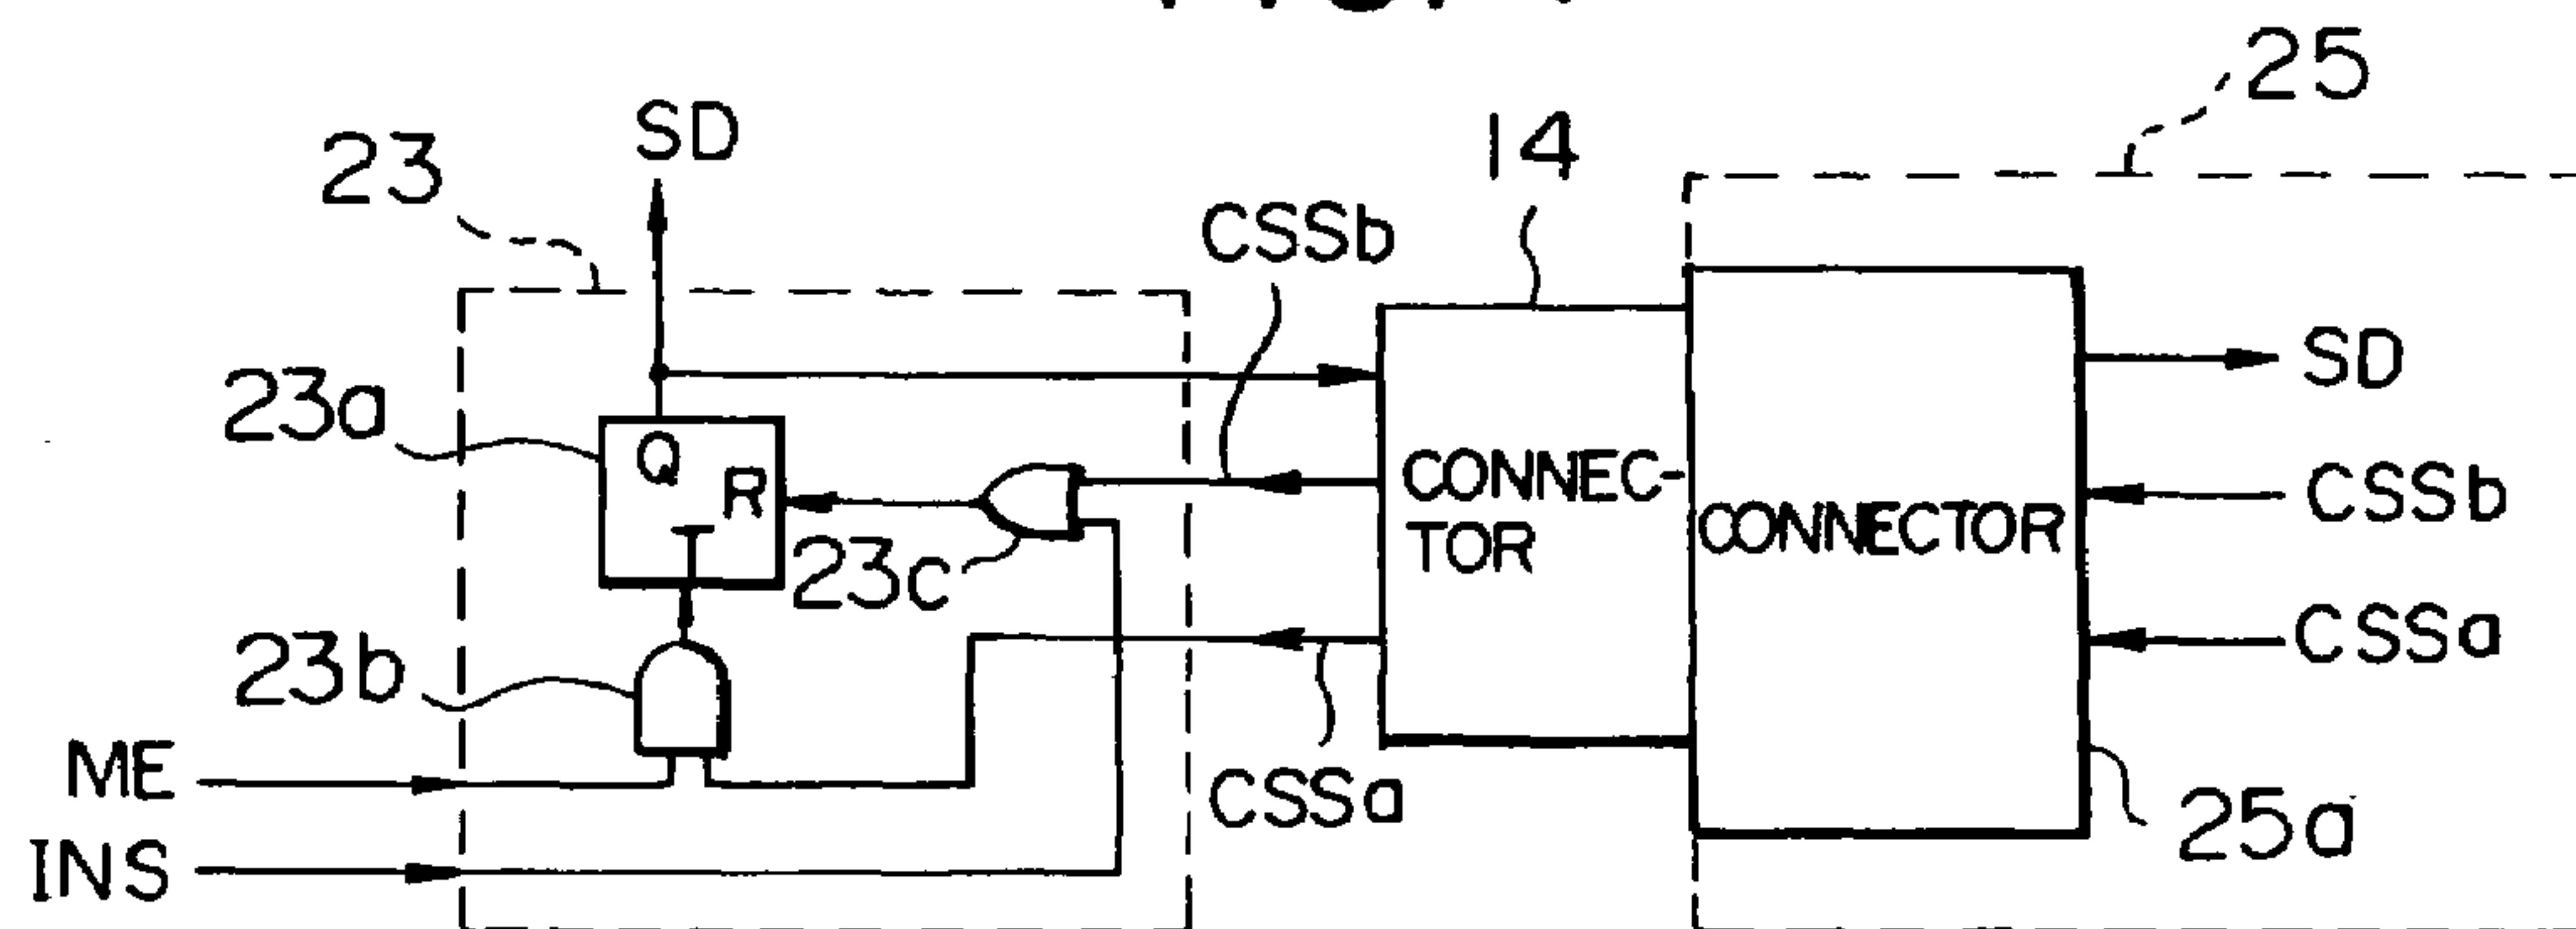 25
SD
14
23
CSSb
SD
23a
Q
R
CONNEC-
TOR
CONNECTOR
CSSb
T
23c
CSSa
23b
ME
CSSa
25a
INS